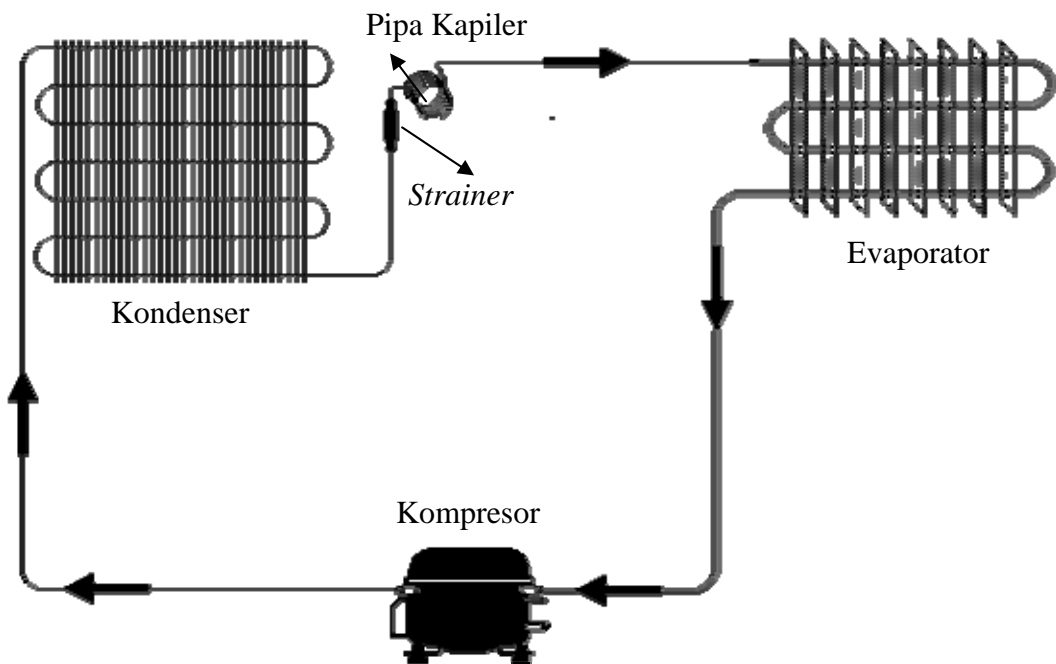 Pipa Kapiler
Strainer
Evaporator
Kondenser
Kompresor